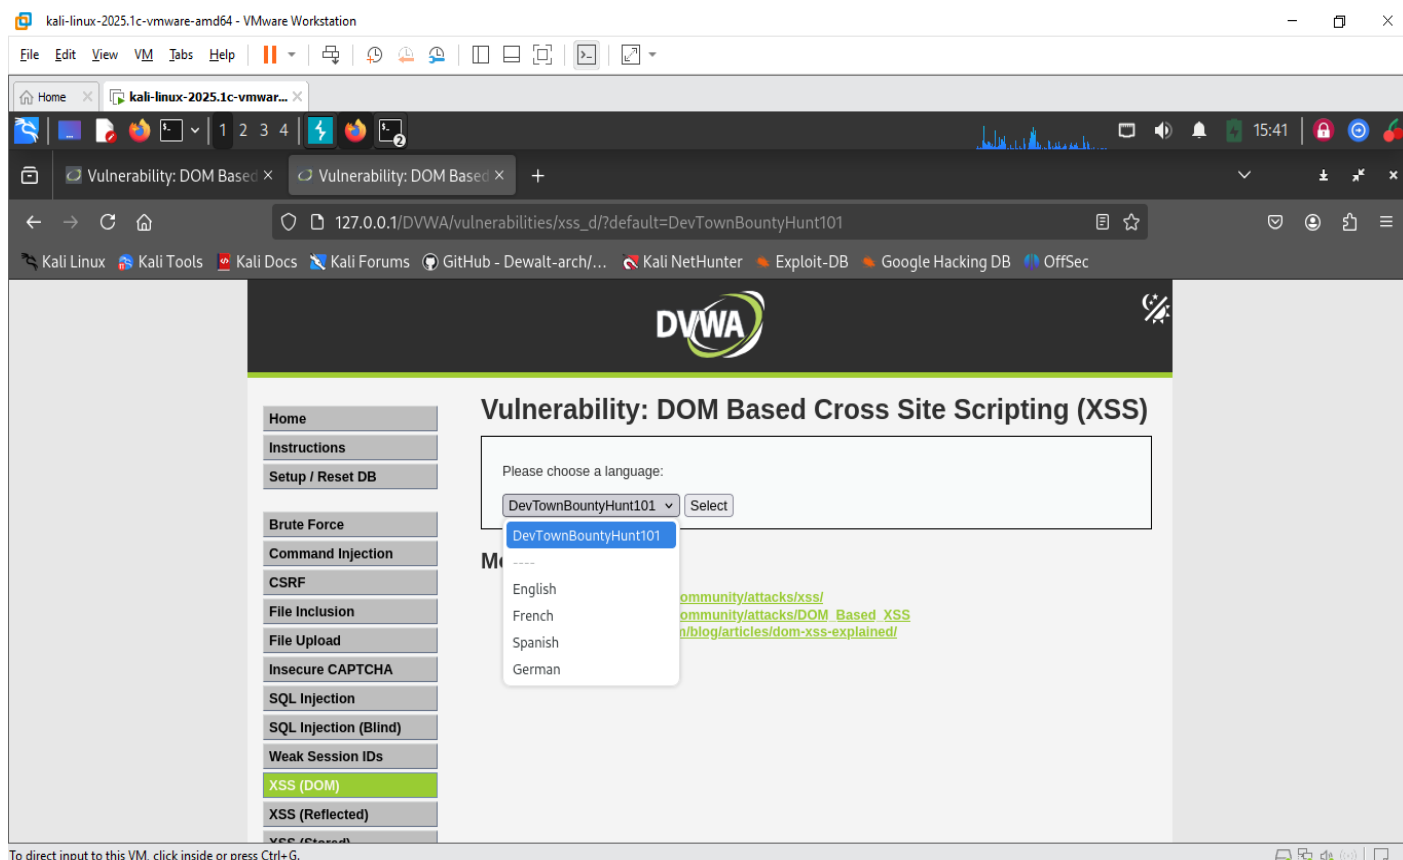 kali-linux-2025.1c-vmware-amd64 - VMware Workstation
File Edit View VM Tabs Help
Home kali-linux-2025.1c-vmwar...
1 2 3 4 2 15:41
Vulnerability: DOM Based Vulnerability: DOM Based
127.0.0.1/DVWA/vulnerabilities/xss_d/?default=DevTownBountyHunt101
Kali Linux Kali Tools Kali Docs Kali Forums GitHub - Dewalt-arch/... Kali NetHunter Exploit-DB Google Hacking DB OffSec
DVWA
Home
Instructions
Setup / Reset DB
Brute Force
Command Injection
CSRF
File Inclusion
File Upload
Insecure CAPTCHA
SQL Injection
SQL Injection (Blind)
Weak Session IDs
XSS (DOM)
XSS (Reflected)
XSS (Stored)
Vulnerability: DOM Based Cross Site Scripting (XSS)
Please choose a language:
DevTownBountyHunt101 Select
DevTownBountyHunt101
----
English
French
Spanish
German
ommunity/attacks/xss/
ommunity/attacks/DOM_Based_XSS
/blog/articles/dom-xss-explained/
To direct input to this VM, click inside or press Ctrl+G.